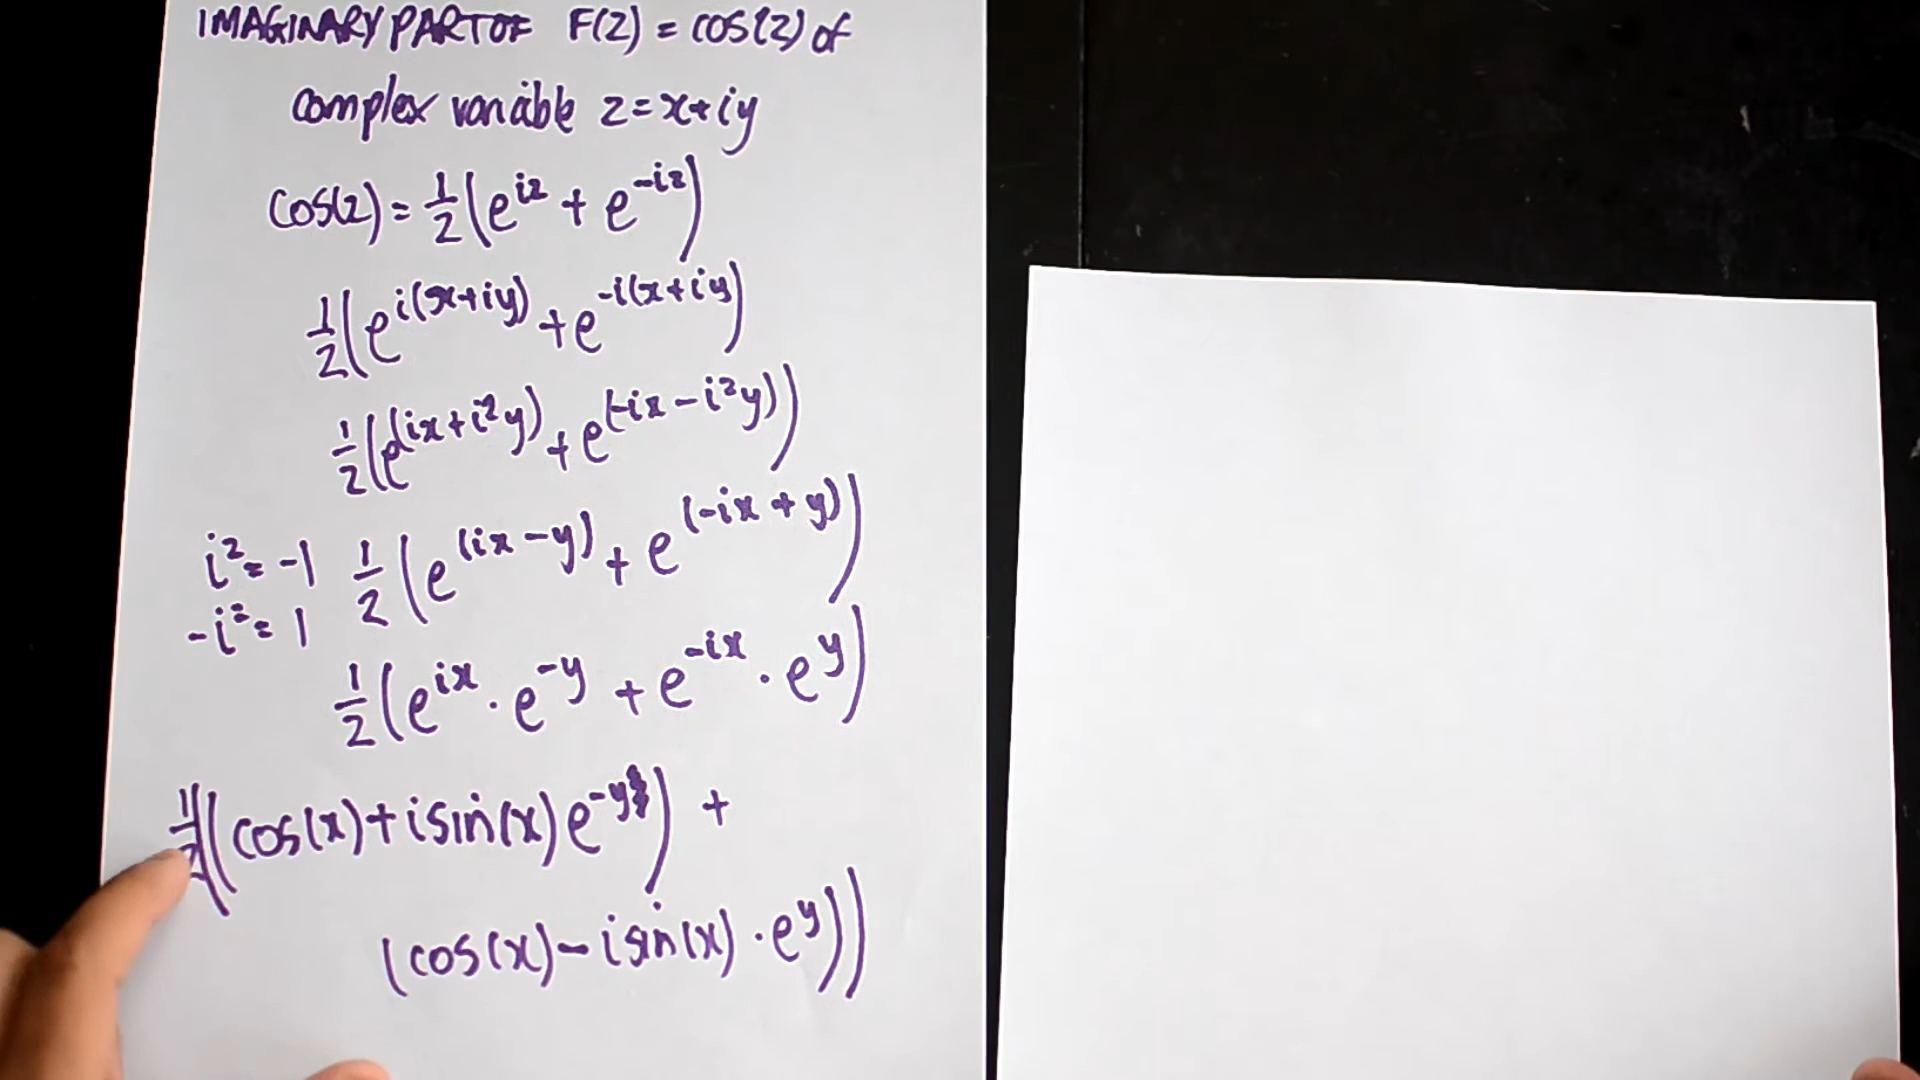 IMAGINARY PART OF F(Z) = COS(Z) of
complex variable z=x+iy
Cos(z) = 1/2(e^iz + e^-iz)
1/2(e^i(x+iy) + e^-i(x+iy))
1/2(e^(ix+i²y) + e^(-ix-i²y))
i²=-1 1/2(e^(ix-y) + e^(-ix+y))
-i²=1
1/2(e^ix · e^-y + e^-ix · e^y)
1/2((cos(x)+isin(x)e^-y) +
(cos(x)-isin(x) · e^y))